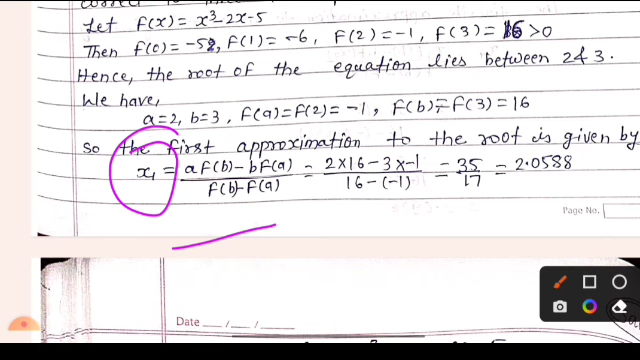 Let f(x) = x³-2x-5
Then f(0) = -5, f(1) = -6, f(2) = -1, f(3) = 16 >0
Hence, the root of the equation lies between 2 & 3.
We have,
a=2, b=3, f(a)=f(2) = -1, f(b)=f(3) = 16
So the first approximation to the root is given by
x₁ = af(b)-bf(a) / f(b)-f(a) = 2×16-3×-1 / 16-(-1) = 35/17 = 2.0588
Page No.
Date __/__/__